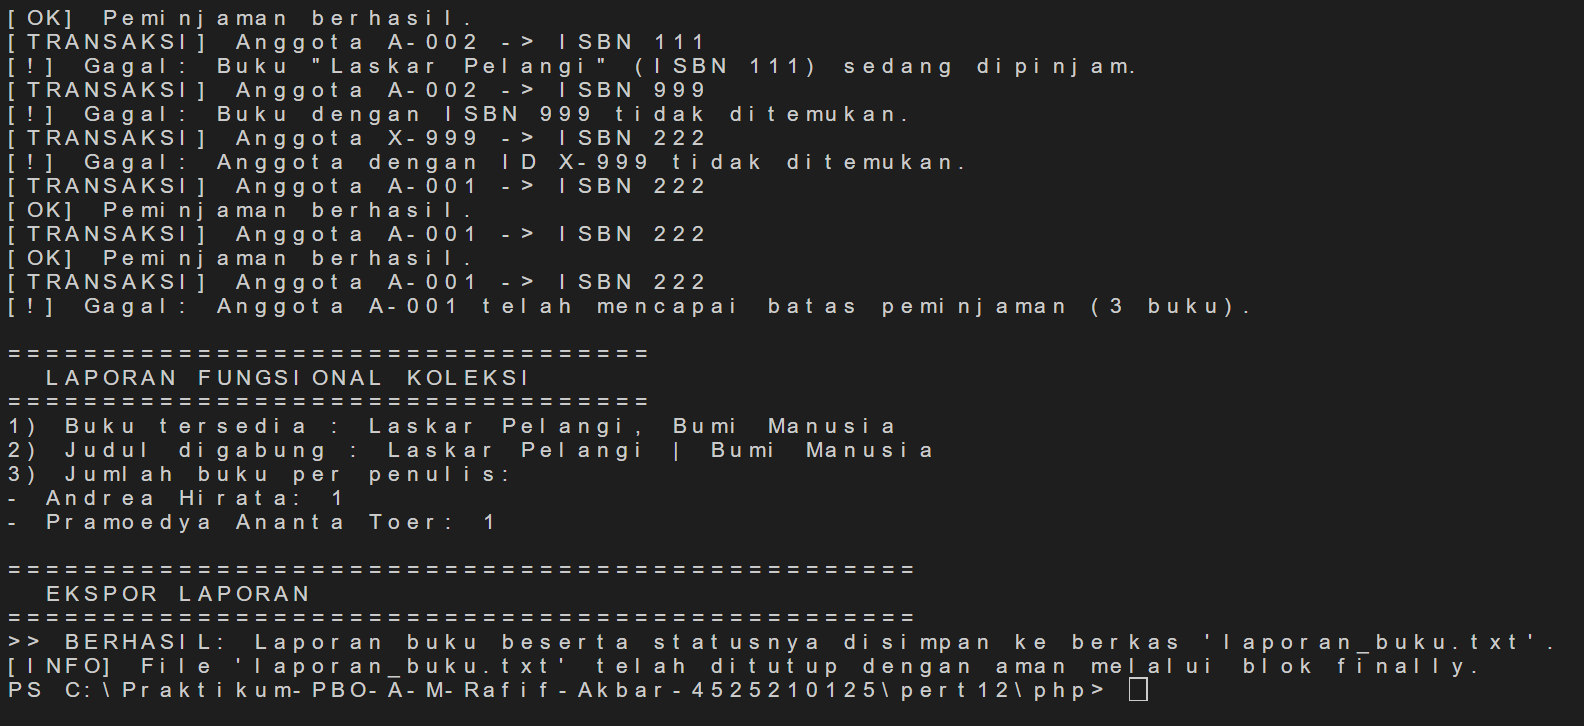 [OK] Peminjaman berhasil.
[TRANSAKSI] Anggota A-002 -> ISBN 111
[!] Gagal: Buku "Laskar Pelangi" (ISBN 111) sedang dipinjam.
[TRANSAKSI] Anggota A-002 -> ISBN 999
[!] Gagal: Buku dengan ISBN 999 tidak ditemukan.
[TRANSAKSI] Anggota X-999 -> ISBN 222
[!] Gagal: Anggota dengan ID X-999 tidak ditemukan.
[TRANSAKSI] Anggota A-001 -> ISBN 222
[OK] Peminjaman berhasil.
[TRANSAKSI] Anggota A-001 -> ISBN 222
[OK] Peminjaman berhasil.
[TRANSAKSI] Anggota A-001 -> ISBN 222
[!] Gagal: Anggota A-001 telah mencapai batas peminjaman (3 buku).
==================================
LAPORAN FUNGSIONAL KOLEKSI
==================================
1) Buku tersedia : Laskar Pelangi, Bumi Manusia
2) Judul digabung : Laskar Pelangi | Bumi Manusia
3) Jumlah buku per penulis:
- Andrea Hirata: 1
- Pramoedya Ananta Toer: 1
================================================
EKSPOR LAPORAN
================================================
>> BERHASIL: Laporan buku beserta statusnya disimpan ke berkas 'laporan_buku.txt'.
[INFO] File 'laporan_buku.txt' telah ditutup dengan aman melalui blok finally.
PS C:\Praktikum-PBO-A-M-Rafif-Akbar-4525210125\pert12\php>